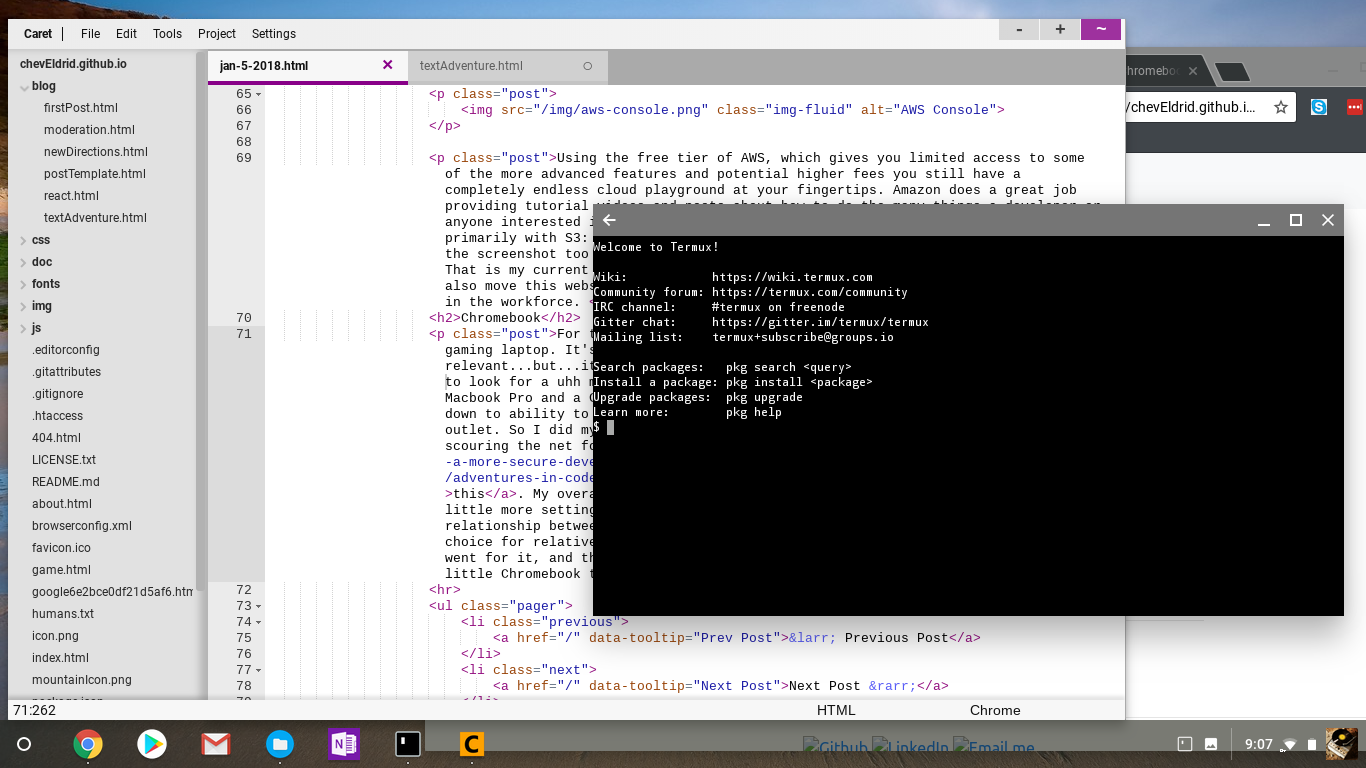 Caret
File Edit Tools Project Settings
- + ~
chevEldrid.github.io
blog
firstPost.html
moderation.html
newDirections.html
postTemplate.html
react.html
textAdventure.html
css
doc
fonts
img
js
.editorconfig
.gitattributes
.gitignore
.htaccess
404.html
LICENSE.txt
README.md
about.html
browserconfig.xml
favicon.ico
game.html
google6e2bce0df21d5af6.htm
humans.txt
icon.png
index.html
mountainIcon.png
jan-5-2018.html
textAdventure.html
65 <p class="post">
66 <img src="/img/aws-console.png" class="img-fluid" alt="AWS Console">
67 </p>
68
69 <p class="post">Using the free tier of AWS, which gives you limited access to some
of the more advanced features and potential higher fees you still have a
completely endless cloud playground at your fingertips. Amazon does a great job
providing tutorial videos and posts about how to do the many things a developer or
anyone interested
primarily with S3:
the screenshot too
That is my current
also move this
in the workforce.
70 <h2>Chromebook</h2>
71 <p class="post">For
gaming laptop. It's
relevant...but...
to look for a uhh
Macbook Pro and a
down to ability to
outlet. So I did my
scouring the net
-a-more-secure-
/adventures-in-
>this</a>. My
little more
relationship
choice for
went for it, and
little Chromebook
72 <hr>
73 <ul class="pager">
74 <li class="previous">
75 <a href="/" data-tooltip="Prev Post">&larr; Previous Post</a>
76 </li>
77 <li class="next">
78 <a href="/" data-tooltip="Next Post">Next Post &rarr;</a>
71:262 HTML Chrome
/chevEldrid.github.i...
Welcome to Termux!
Wiki: https://wiki.termux.com
Community forum: https://termux.com/community
IRC channel: #termux on freenode
Gitter chat: https://gitter.im/termux/termux
Mailing list: termux+subscribe@groups.io
Search packages: pkg search <query>
Install a package: pkg install <package>
Upgrade packages: pkg upgrade
Learn more: pkg help
$
Github LinkedIn Email me
9:07